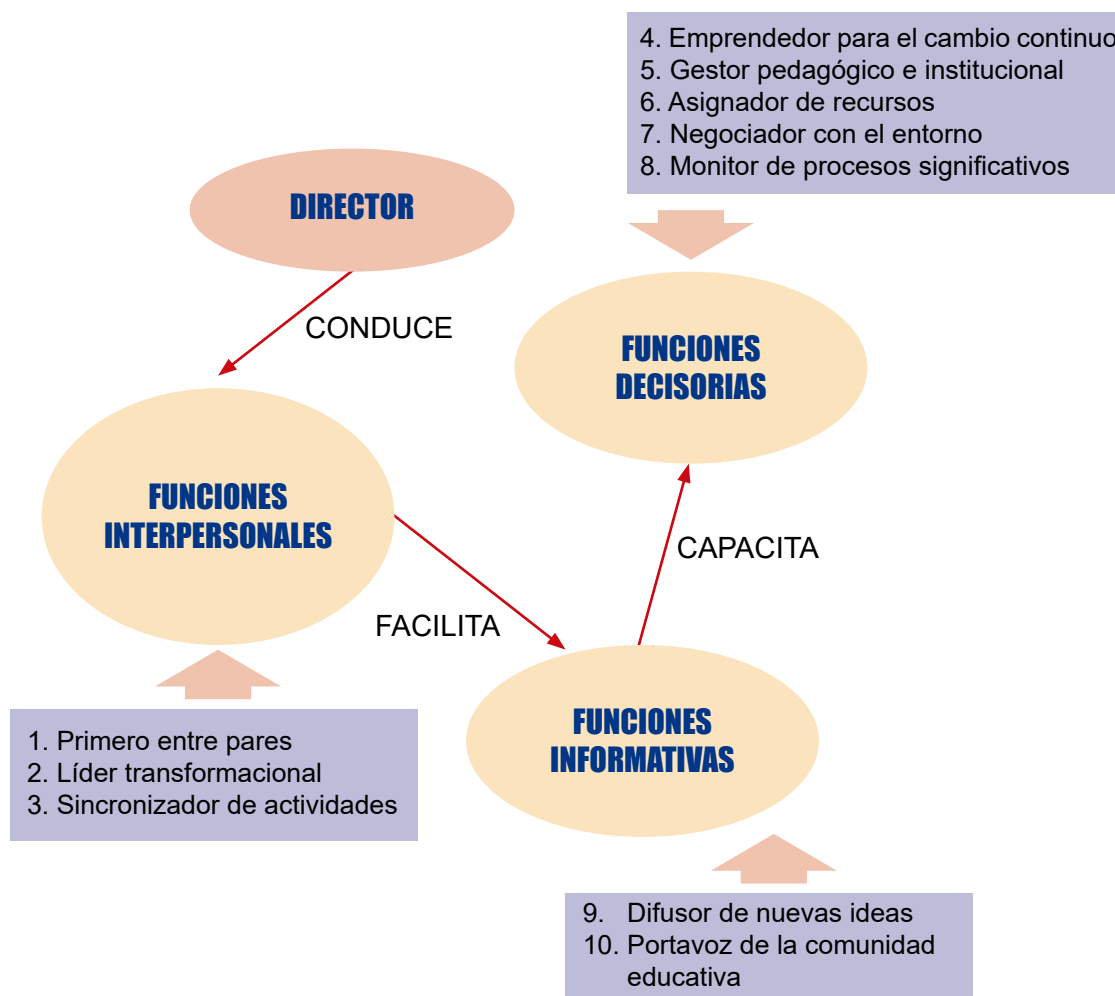 4. Emprendedor para el cambio continuo
5. Gestor pedagógico e institucional
6. Asignador de recursos
7. Negociador con el entorno
8. Monitor de procesos significativos
DIRECTOR
CONDUCE
FUNCIONES
DECISORIAS
FUNCIONES
INTERPERSONALES
CAPACITA
FACILITA
FUNCIONES
INFORMATIVAS
1. Primero entre pares
2. Líder transformacional
3. Sincronizador de actividades
9. Difusor de nuevas ideas
10. Portavoz de la comunidad
educativa